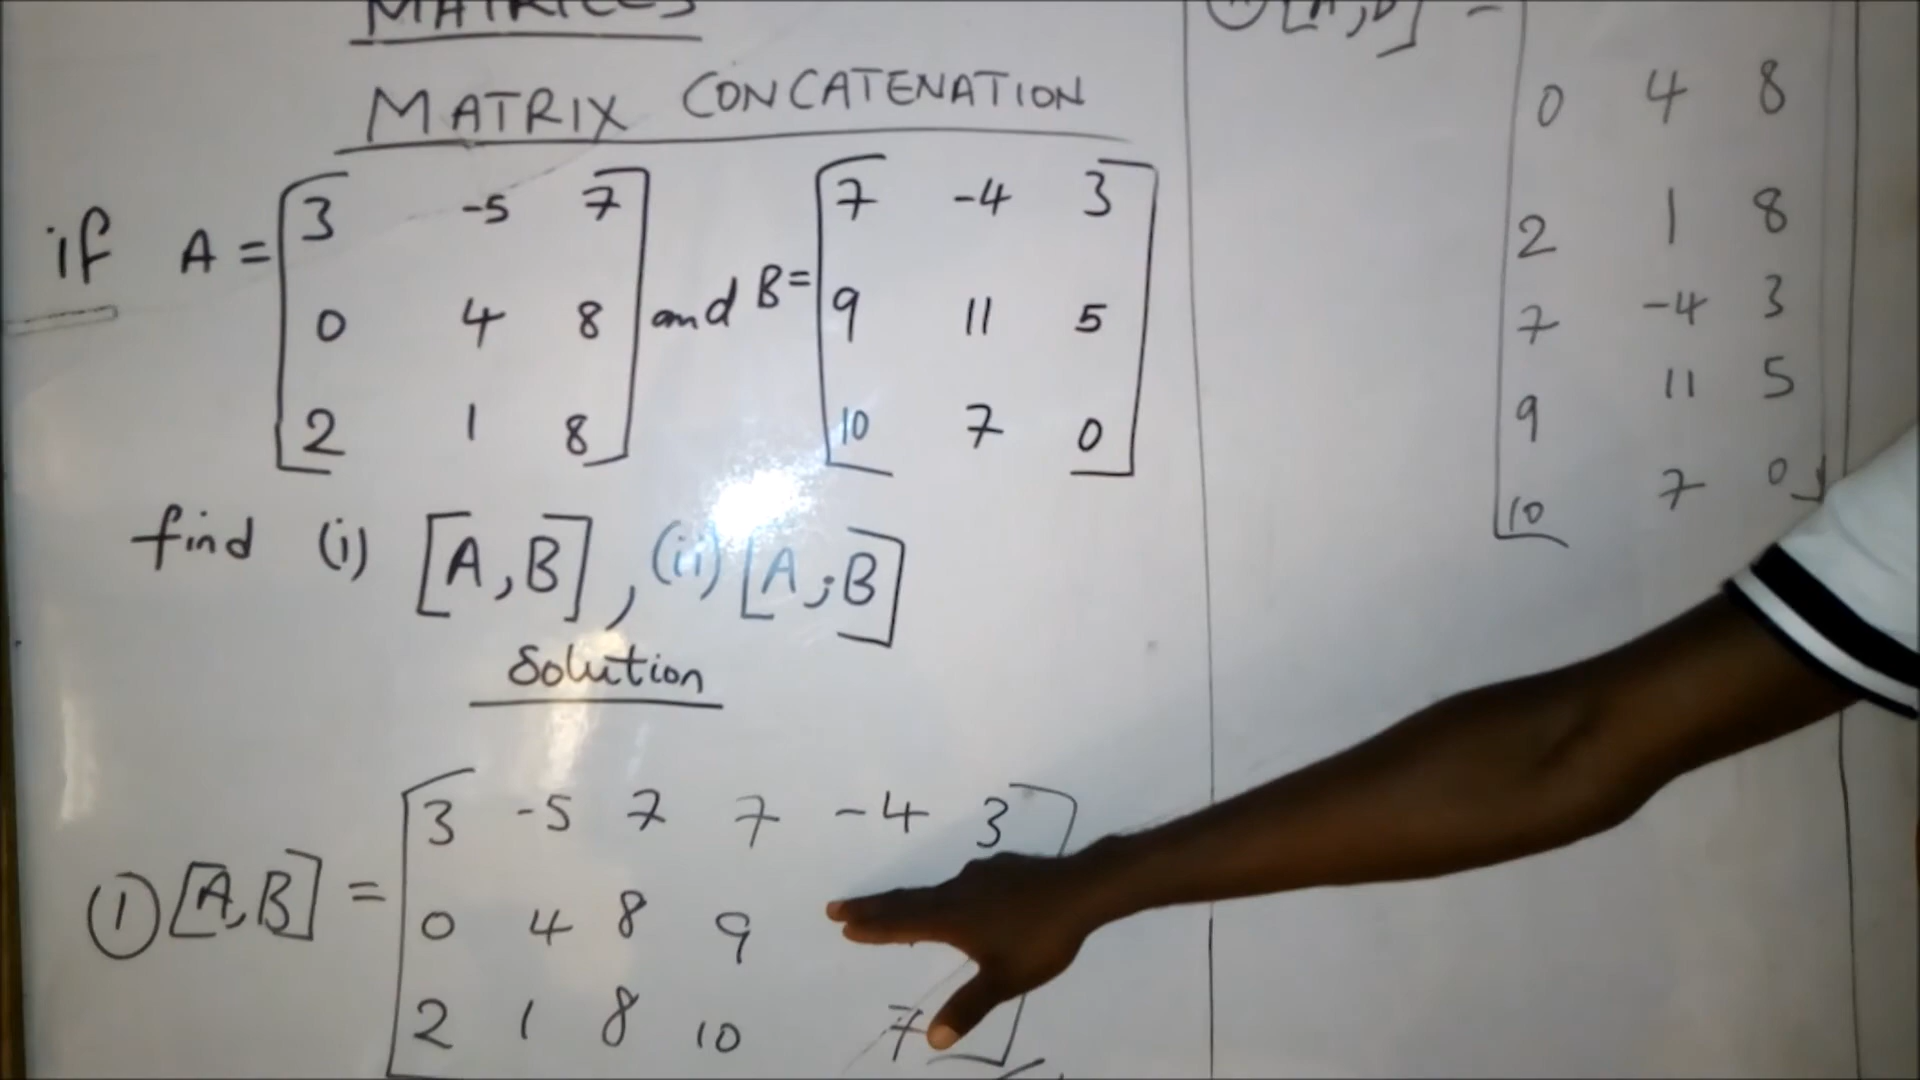 MATRICES
MATRIX CONCATENATION
if A = [3 -5 7
0 4 8
2 1 8] and B = [7 -4 3
9 11 5
10 7 0]
find (i) [A, B], (ii) [A ; B]
Solution
① [A, B] = [3 -5 7 7 -4 3
0 4 8 9
2 1 8 10 7
0 4 8
2 1 8
7 -4 3
9 11 5
10 7 0]